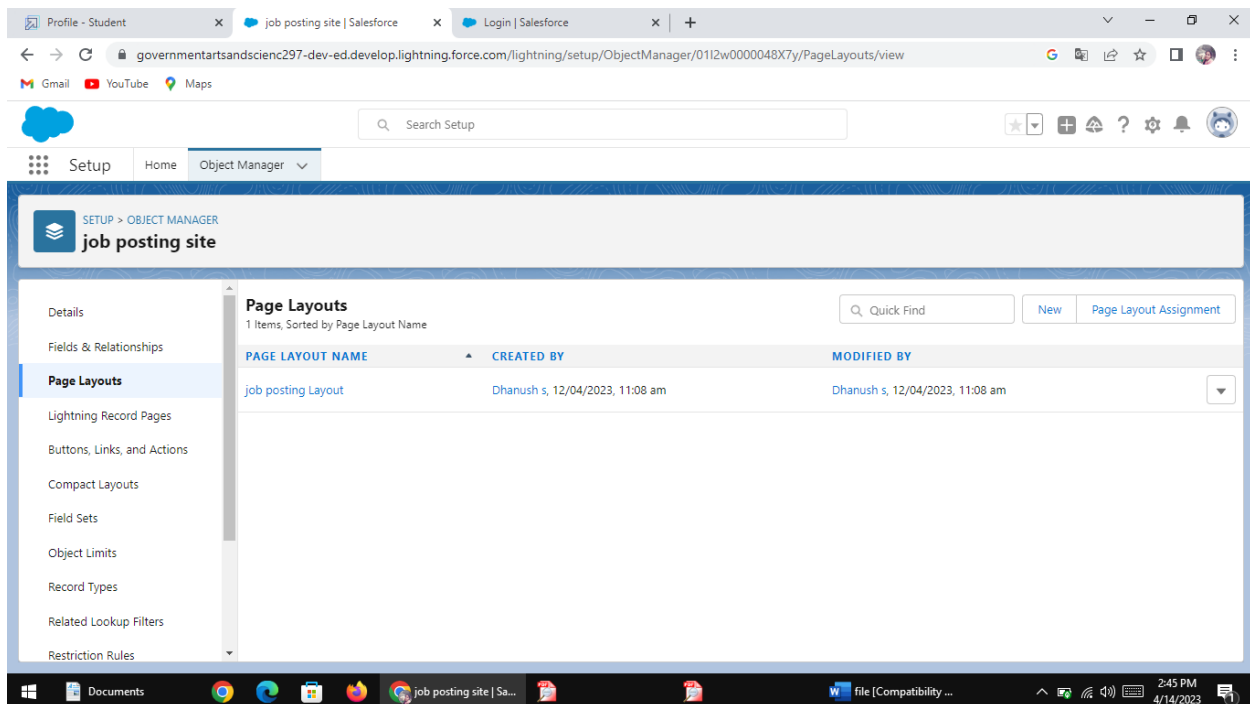 Profile - Student
job posting site | Salesforce
Login | Salesforce
governmentartsandscienc297-dev-ed.develop.lightning.force.com/lightning/setup/ObjectManager/01I2w0000048X7y/PageLayouts/view
Gmail YouTube Maps
Search Setup
Setup Home Object Manager
SETUP > OBJECT MANAGER
job posting site
Details
Fields & Relationships
Page Layouts
Lightning Record Pages
Buttons, Links, and Actions
Compact Layouts
Field Sets
Object Limits
Record Types
Related Lookup Filters
Restriction Rules
Page Layouts
1 Items, Sorted by Page Layout Name
Quick Find
New Page Layout Assignment
PAGE LAYOUT NAME CREATED BY MODIFIED BY
job posting Layout Dhanush s, 12/04/2023, 11:08 am Dhanush s, 12/04/2023, 11:08 am
Documents
job posting site | Sa...
file [Compatibility ...
2:45 PM
4/14/2023